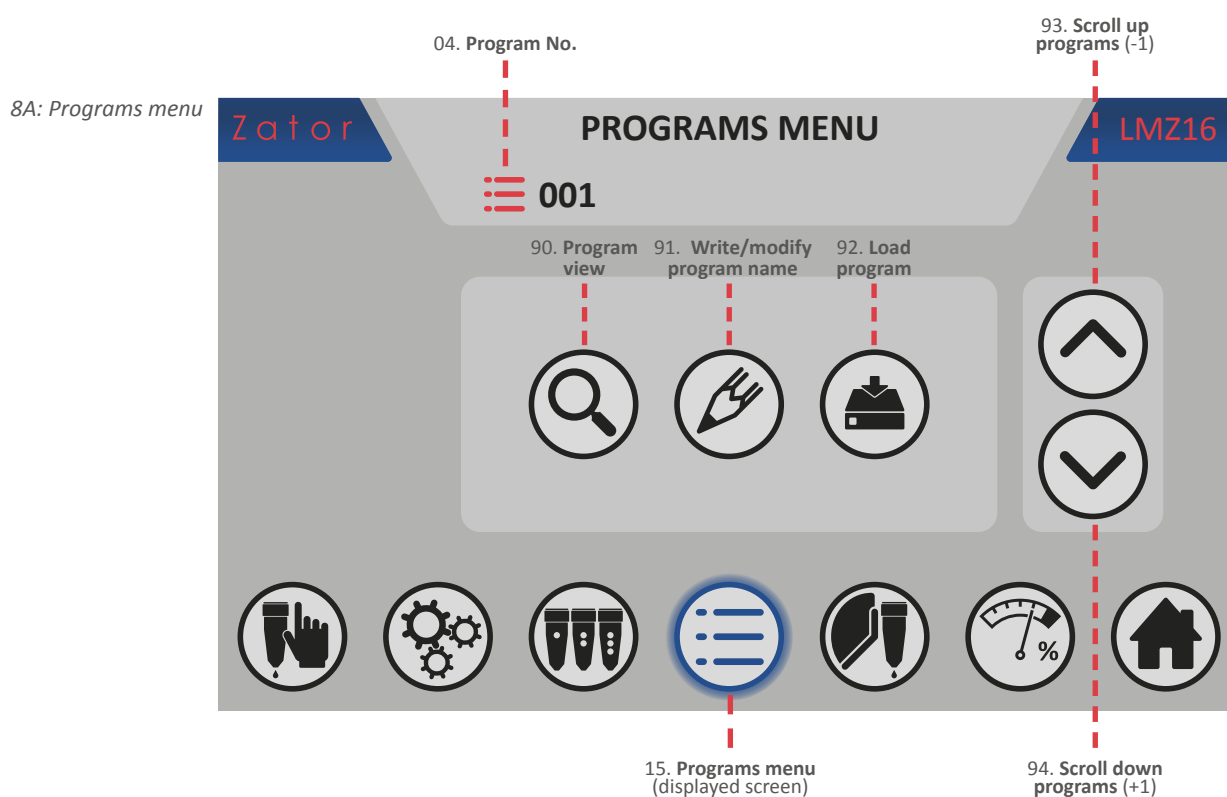 04. Program No.
93. Scroll up
programs (-1)
8A: Programs menu
Zator
PROGRAMS MENU
LMZ16
001
90. Program
view
91. Write/modify
program name
92. Load
program
%
15. Programs menu
(displayed screen)
94. Scroll down
programs (+1)